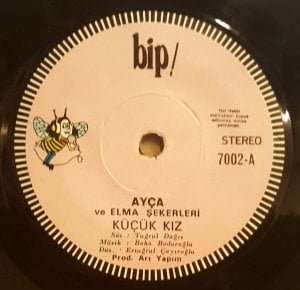 bip!
STEREO
7002-A
AYÇA
ve ELMA ŞEKERLERİ
KÜÇÜK KIZ
Söz : Tuğrul Dağcı
Müzik : Baha Boduroğlu
Düz. : Ertuğrul Çayıroğlu
Prod. Arı Yapım